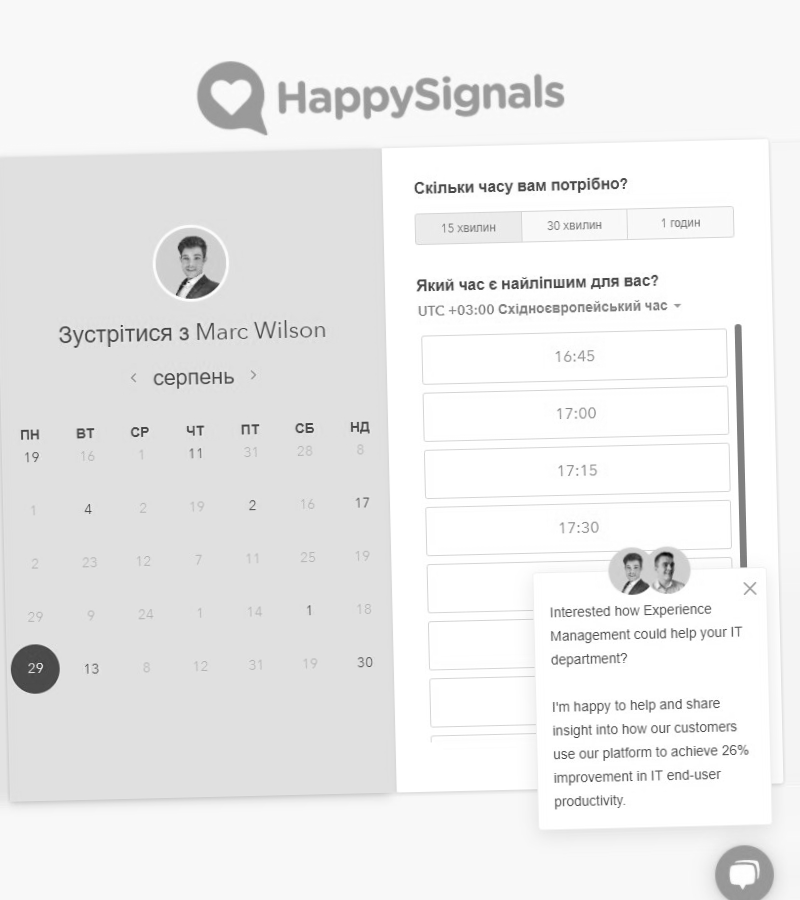 HappySignals
Зустрітися з Marc Wilson
серпень
ПН ВТ СР ЧТ ПТ СБ НД
19 16 1 11 31 28 8
1 4 2 19 2 16 17
2 23 12 7 11 25 19
29 9 24 1 14 1 18
29 13 8 12 31 19 30
Скільки часу вам потрібно?
15 хвилин 30 хвилин 1 годин
Який час є найліпшим для вас?
UTC +03:00 Східноєвропейський час
16:45
17:00
17:15
17:30
Interested how Experience
Management could help your IT
department?
I'm happy to help and share
insight into how our customers
use our platform to achieve 26%
improvement in IT end-user
productivity.